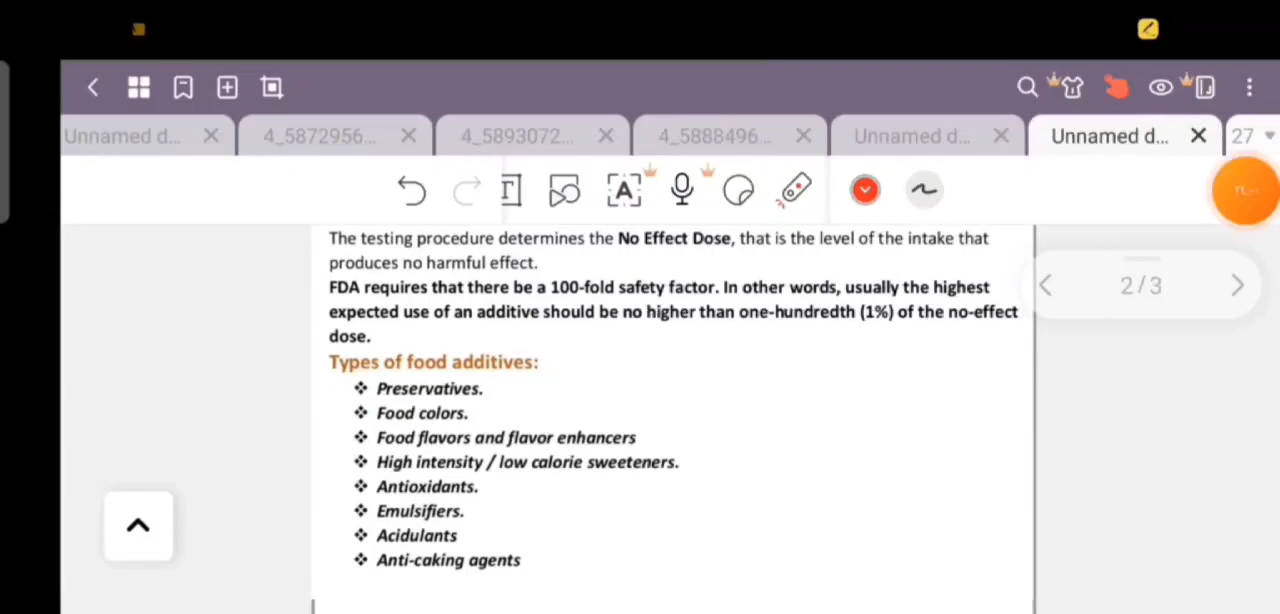 Unnamed d...
4_5872956...
4_5893072...
4_5888496...
Unnamed d...
Unnamed d...
27
2/3
The testing procedure determines the No Effect Dose, that is the level of the intake that
produces no harmful effect.
FDA requires that there be a 100-fold safety factor. In other words, usually the highest
expected use of an additive should be no higher than one-hundredth (1%) of the no-effect
dose.
Types of food additives:
❖ Preservatives.
❖ Food colors.
❖ Food flavors and flavor enhancers
❖ High intensity / low calorie sweeteners.
❖ Antioxidants.
❖ Emulsifiers.
❖ Acidulants
❖ Anti-caking agents